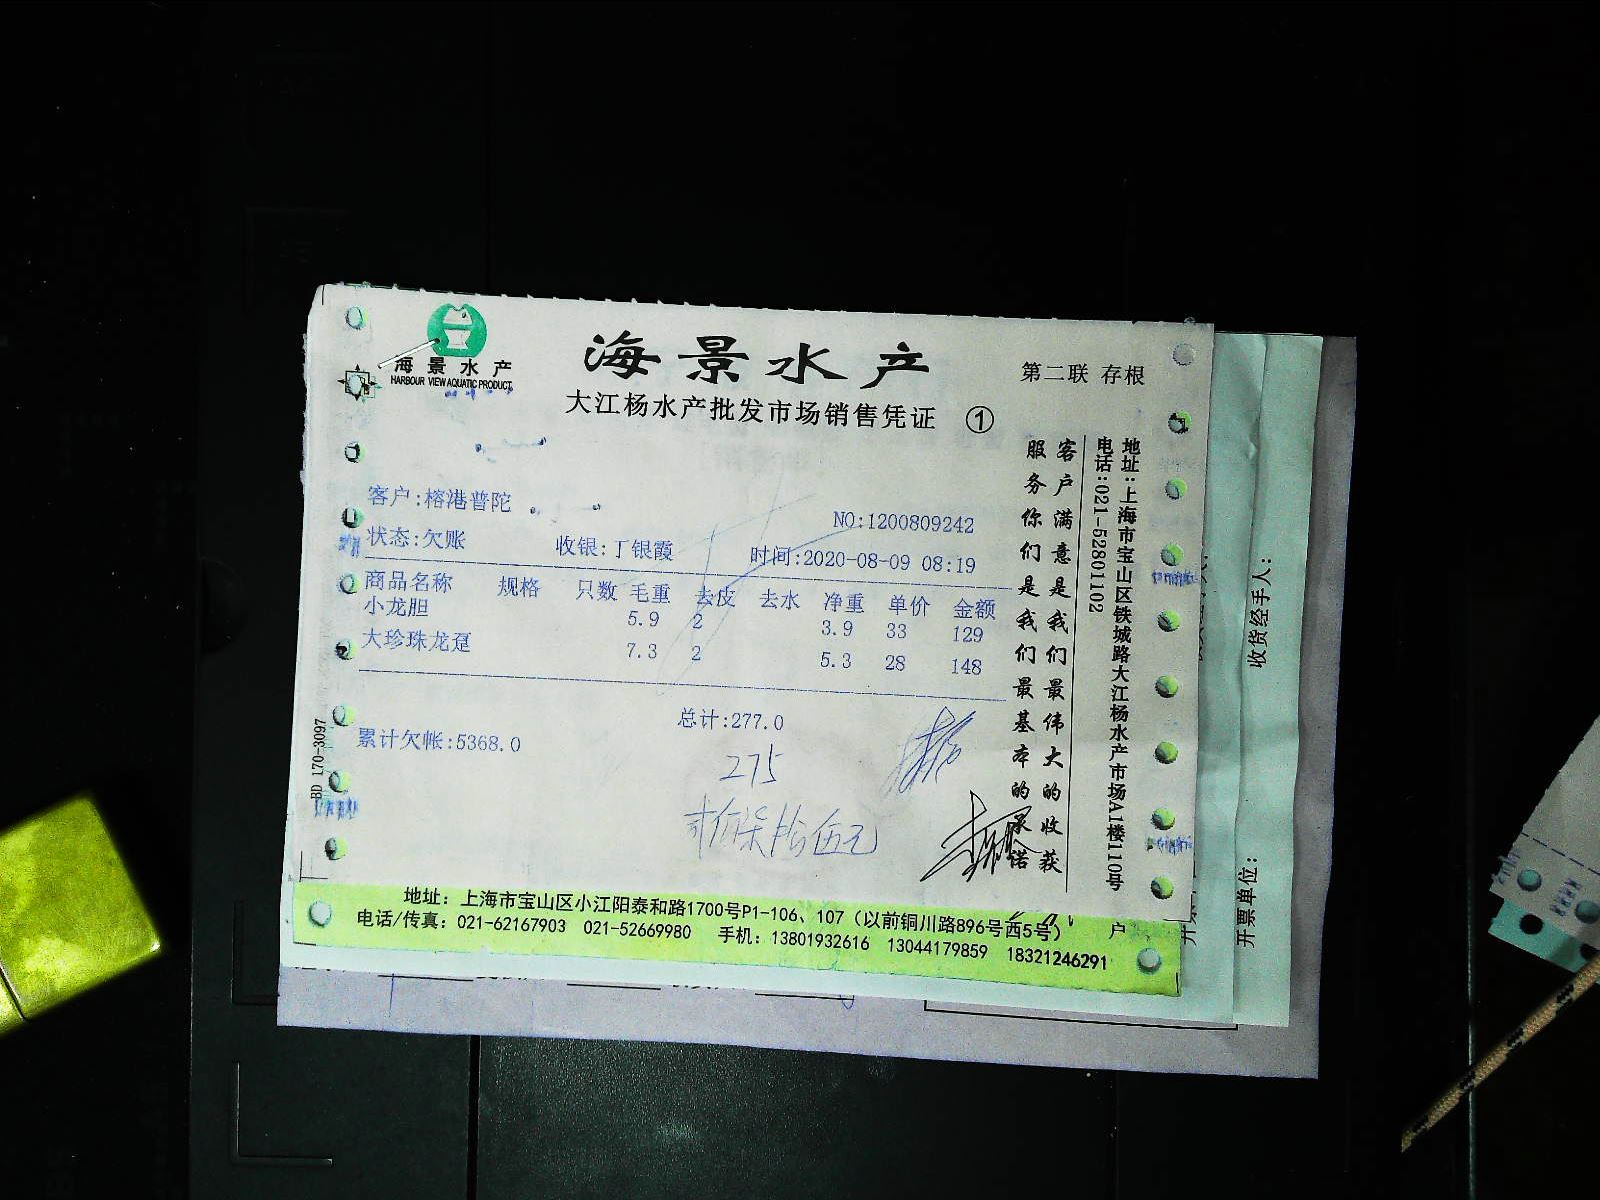 海景水产
HARBOUR VIEW AQUATIC PRODUCT
海景水产
大江杨水产批发市场销售凭证 ①
第二联 存根
客户:榕港普陀
NO:1200809242
状态:欠账 收银:丁银霞 时间:2020-08-09 08:19
商品名称 规格 只数 毛重 去皮 去水 净重 单价 金额
小龙胆 5.9 2 3.9 33 129
大珍珠龙趸 7.3 2 5.3 28 148
总计:277.0
累计欠帐:5368.0
275
客户满意是我们最伟大的收获
服务你们是我们最基本的承诺
地址:上海市宝山区铁城路大江杨水产市场A1楼110号
电话:021-52801102
BD 170-3097
地址: 上海市宝山区小江阳泰和路1700号P1-106、107 (以前铜川路896号西5号)
电话/传真: 021-62167903 021-52669980 手机: 13801932616 13044179859 18321246291
户
收货经手人:
开票单位: